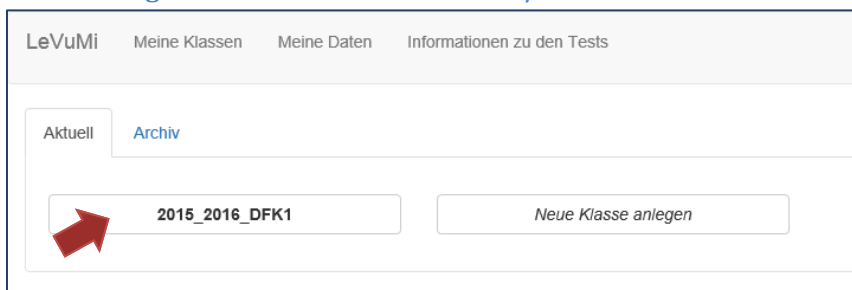 LeVuMi Meine Klassen Meine Daten Informationen zu den Tests
Aktuell Archiv
2015_2016_DFK1 Neue Klasse anlegen